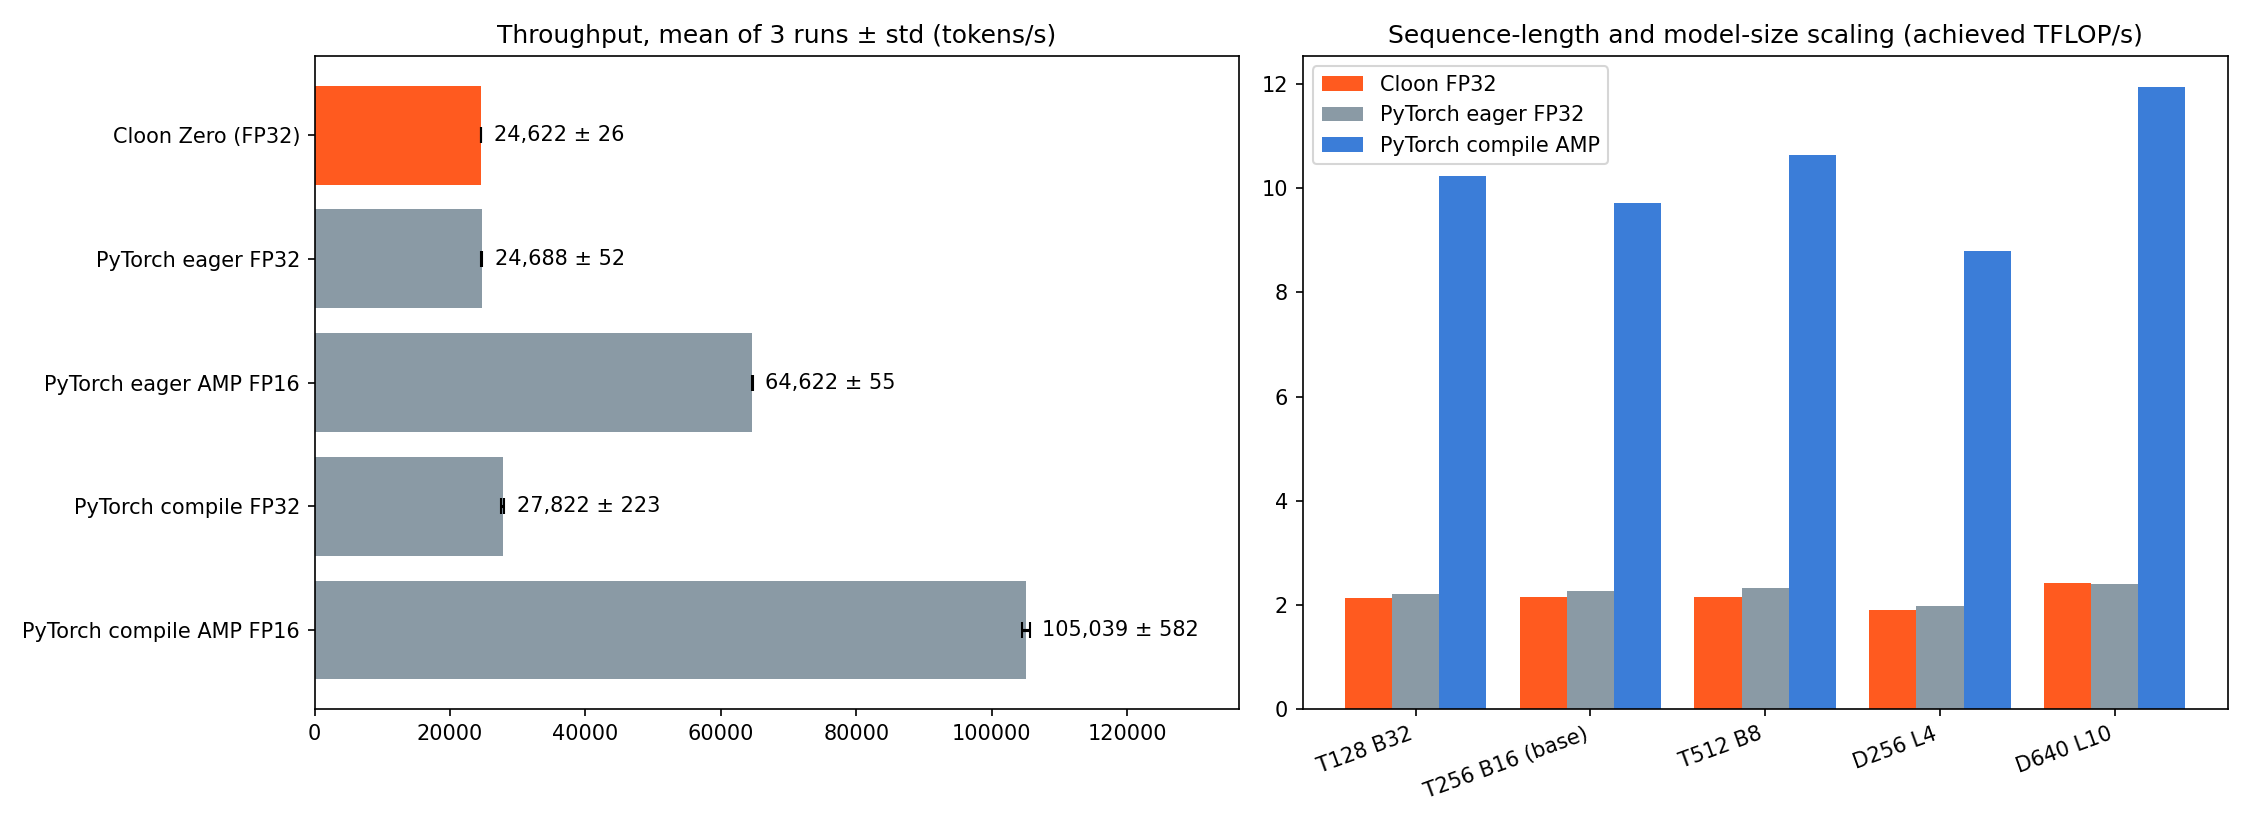 Throughput, mean of 3 runs ± std (tokens/s)
Cloon Zero (FP32)
24,622 ± 26
PyTorch eager FP32
24,688 ± 52
PyTorch eager AMP FP16
64,622 ± 55
PyTorch compile FP32
27,822 ± 223
PyTorch compile AMP FP16
105,039 ± 582
0 20000 40000 60000 80000 100000 120000
Sequence-length and model-size scaling (achieved TFLOP/s)
Cloon FP32
PyTorch eager FP32
PyTorch compile AMP
12
10
8
6
4
2
0
T128 B32
T256 B16 (base)
T512 B8
D256 L4
D640 L10